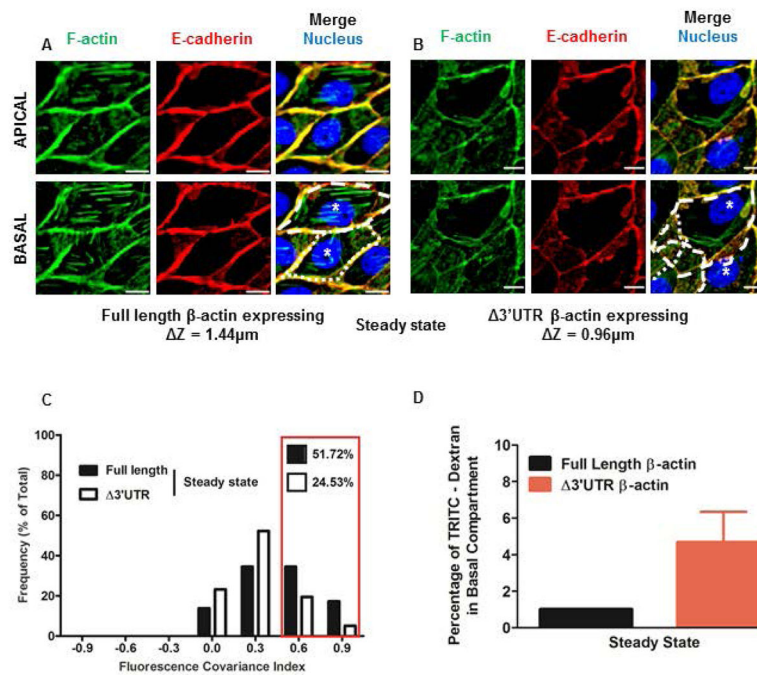 A
F-actin
E-cadherin
Merge
Nucleus
B
F-actin
E-cadherin
Merge
Nucleus
APICAL
BASAL
*
*
*
*
Full length β-actin expressing
ΔZ = 1.44μm
Steady state
Δ3'UTR β-actin expressing
ΔZ = 0.96μm
C
Frequency (% of Total)
100
80
60
40
20
0
Full length
Δ3'UTR
Steady state
51.72%
24.53%
-0.9 -0.6 -0.3 0.0 0.3 0.6 0.9
Fluorescence Covariance Index
D
Percentage of TRITC - Dextran
in Basal Compartment
10
8
6
4
2
0
Full Length β-actin
Δ3'UTR β-actin
Steady State